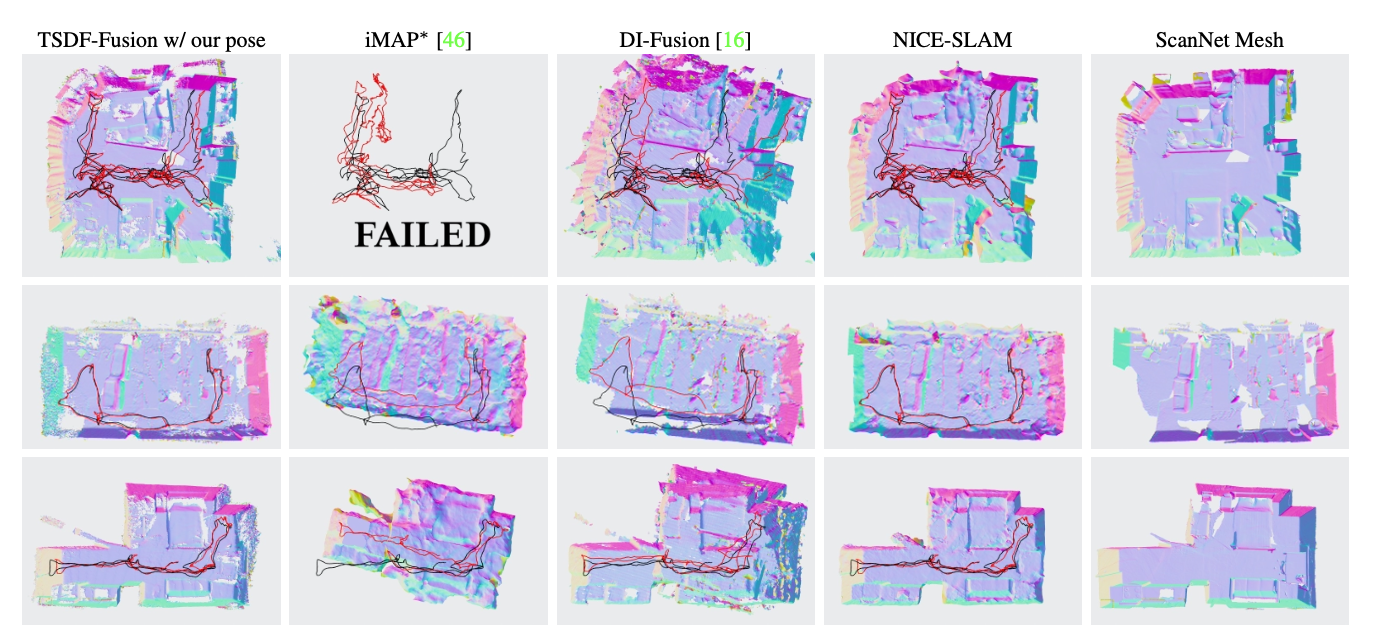 TSDF-Fusion w/ our pose
iMAP* [46]
DI-Fusion [16]
NICE-SLAM
ScanNet Mesh
FAILED